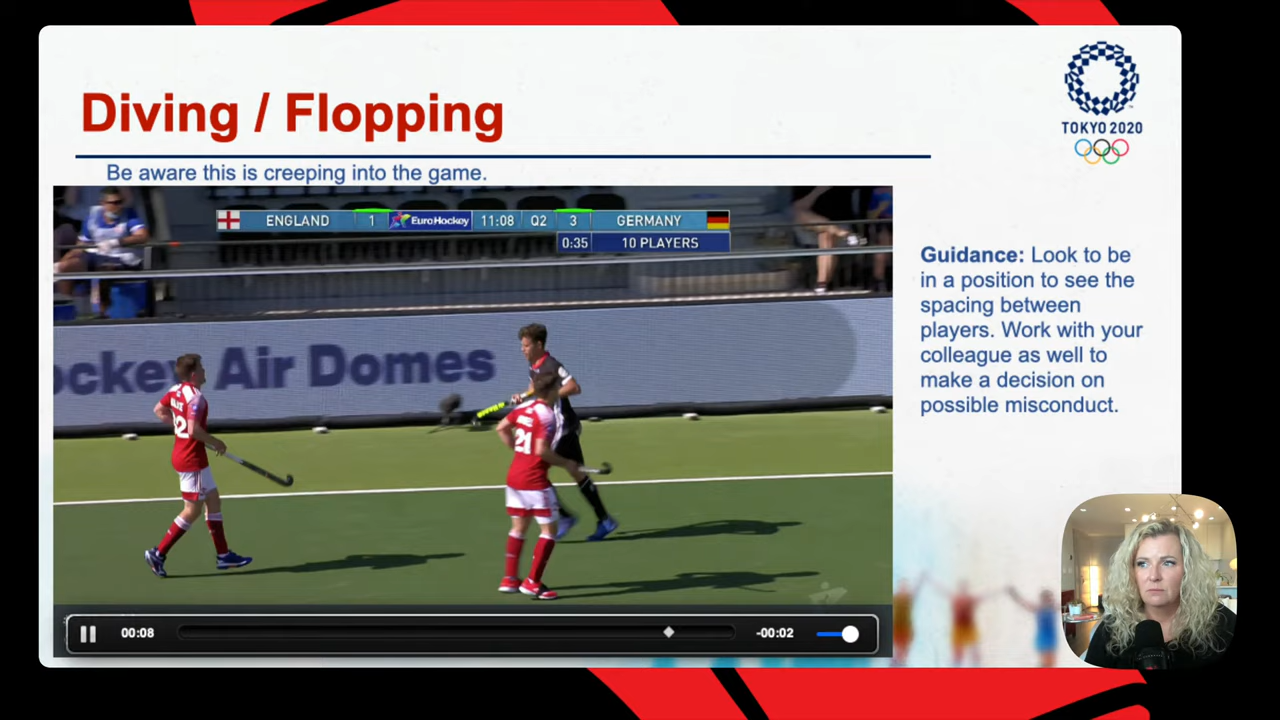 Diving / Flopping
TOKYO 2020
Be aware this is creeping into the game.
ENGLAND 1 EuroHockey 11:08 Q2 3 GERMANY
0:35 10 PLAYERS
Guidance: Look to be
in a position to see the
spacing between
players. Work with your
colleague as well to
make a decision on
possible misconduct.
ockey Air Domes
21
00:08
-00:02